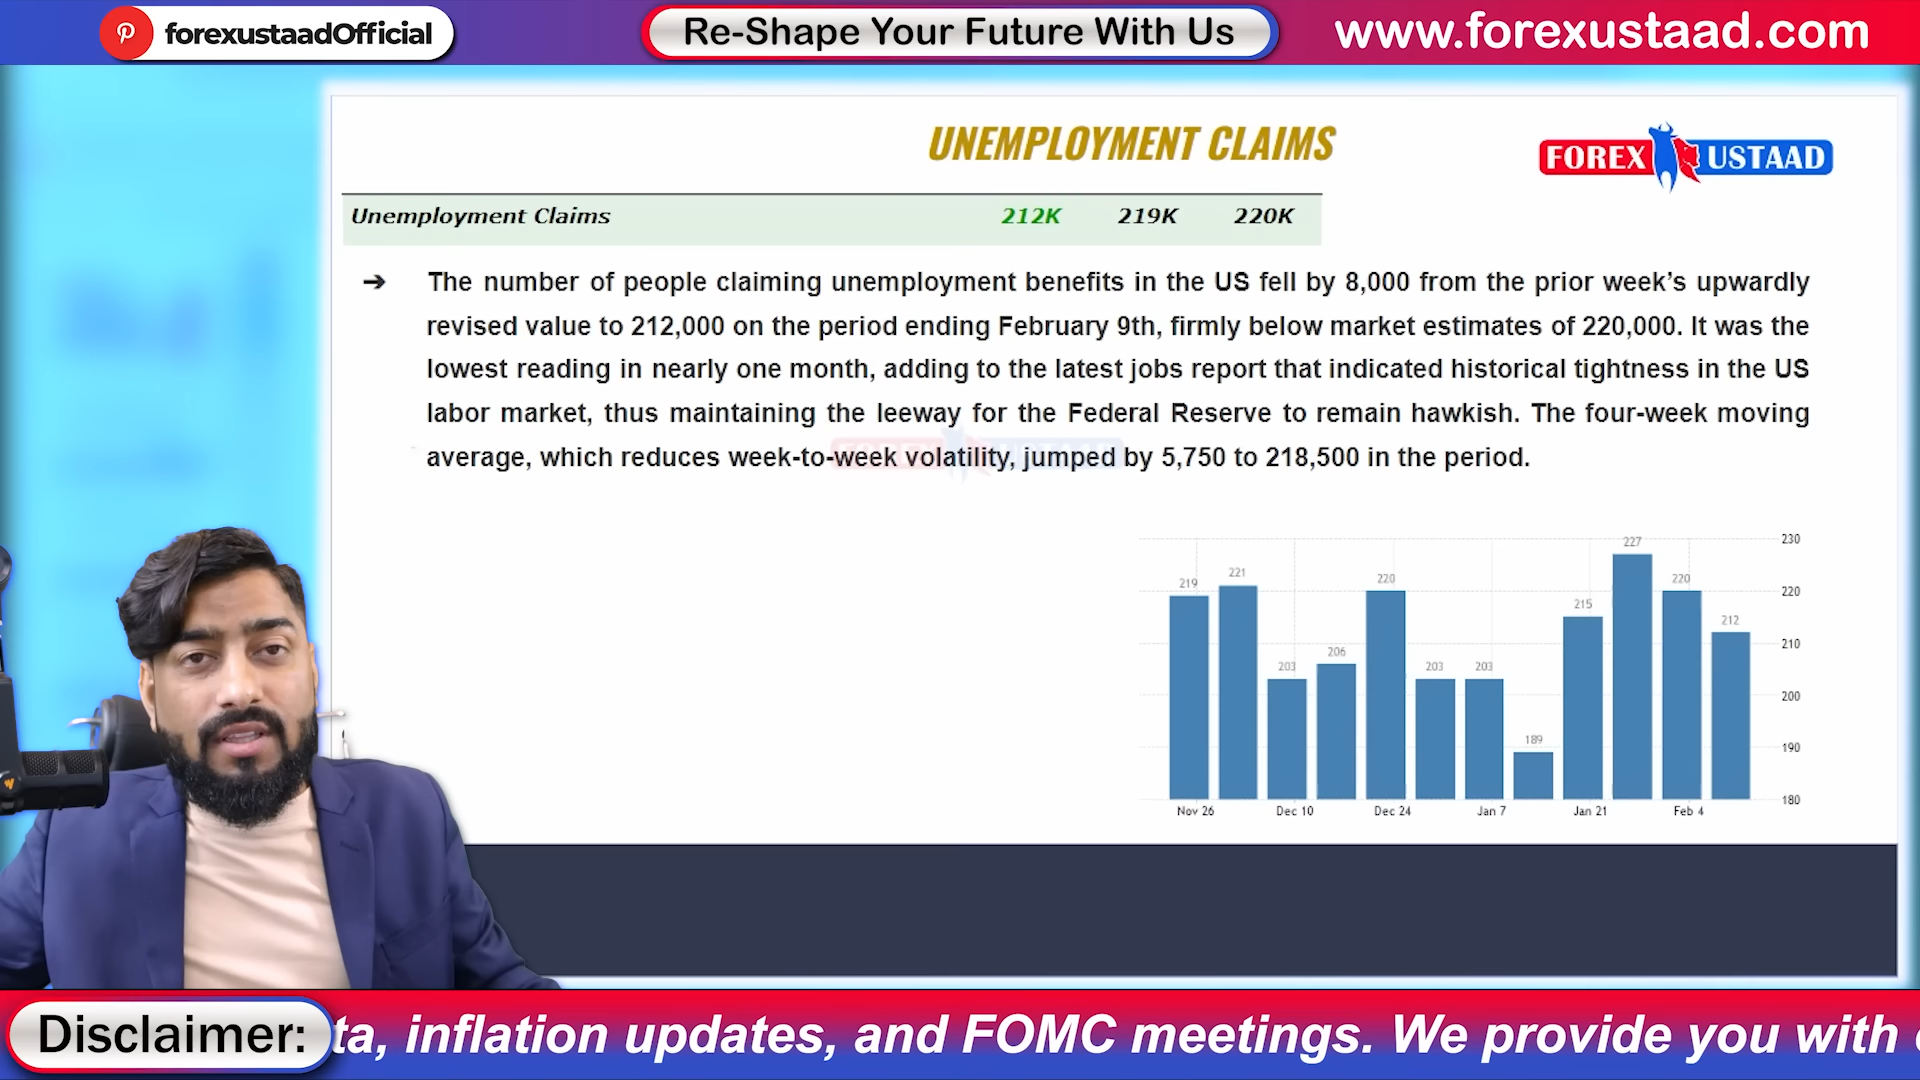 forexustaadOfficial
Re-Shape Your Future With Us
www.forexustaad.com
UNEMPLOYMENT CLAIMS
FOREX USTAAD
Unemployment Claims 212K 219K 220K
➔ The number of people claiming unemployment benefits in the US fell by 8,000 from the prior week’s upwardly
revised value to 212,000 on the period ending February 9th, firmly below market estimates of 220,000. It was the
lowest reading in nearly one month, adding to the latest jobs report that indicated historical tightness in the US
labor market, thus maintaining the leeway for the Federal Reserve to remain hawkish. The four-week moving
average, which reduces week-to-week volatility, jumped by 5,750 to 218,500 in the period.
FOREX USTAAD
219 221 203 206 220 203 203 189 215 227 220 212
230
220
210
200
190
180
Nov 26 Dec 10 Dec 24 Jan 7 Jan 21 Feb 4
Disclaimer: ta, inflation updates, and FOMC meetings. We provide you with